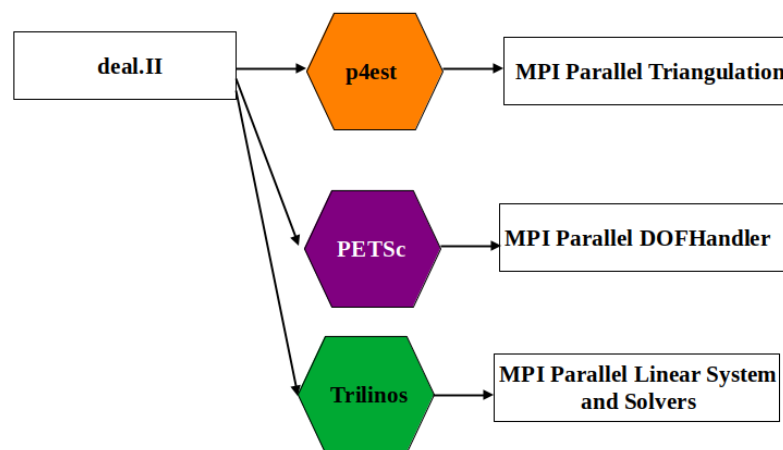 deal.II
p4est
MPI Parallel Triangulation
PETSc
MPI Parallel DOFHandler
Trilinos
MPI Parallel Linear System
and Solvers